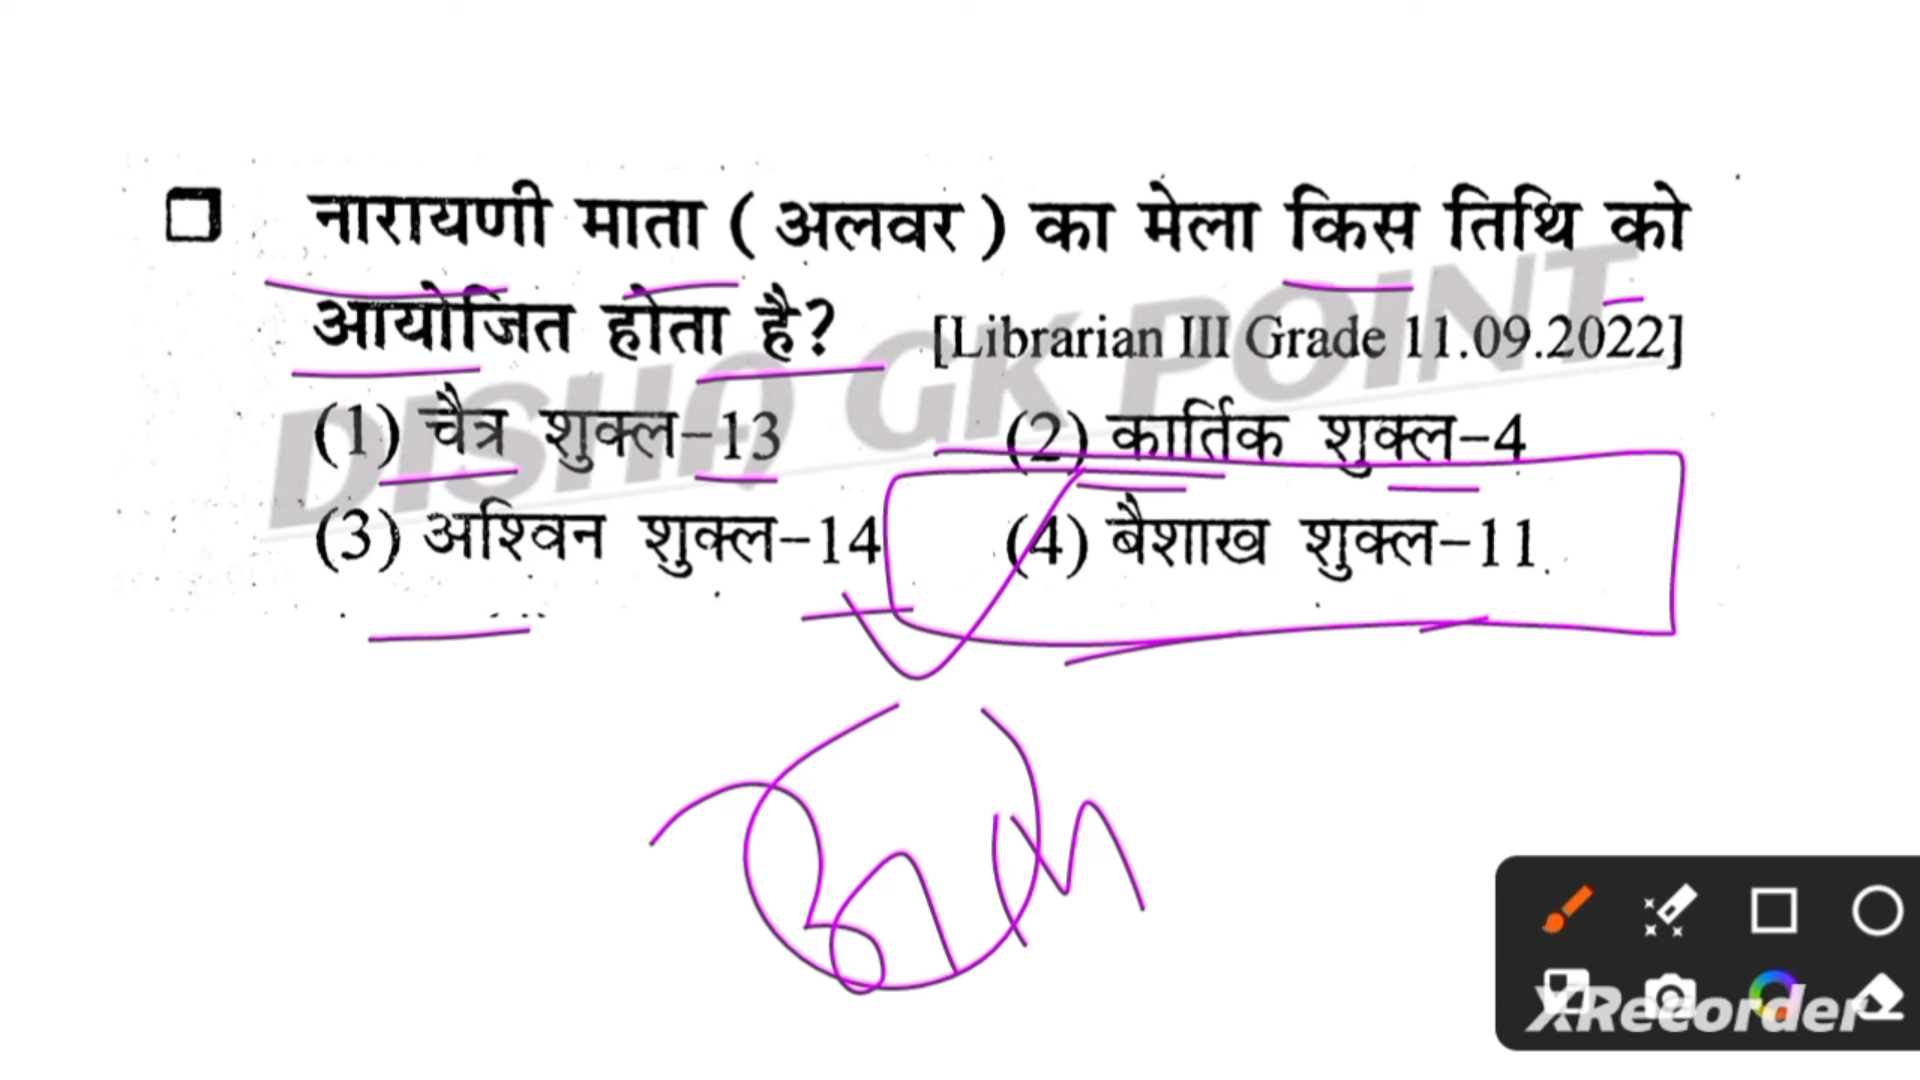 नारायणी माता ( अलवर ) का मेला किस तिथि को
आयोजित होता है? [Librarian III Grade 11.09.2022]
(1) चैत्र शुक्ल-13 (2) कार्तिक शुक्ल-4
(3) अश्विन शुक्ल-14 (4) बैशाख शुक्ल-11
DISHA GK POINT
XRecorder